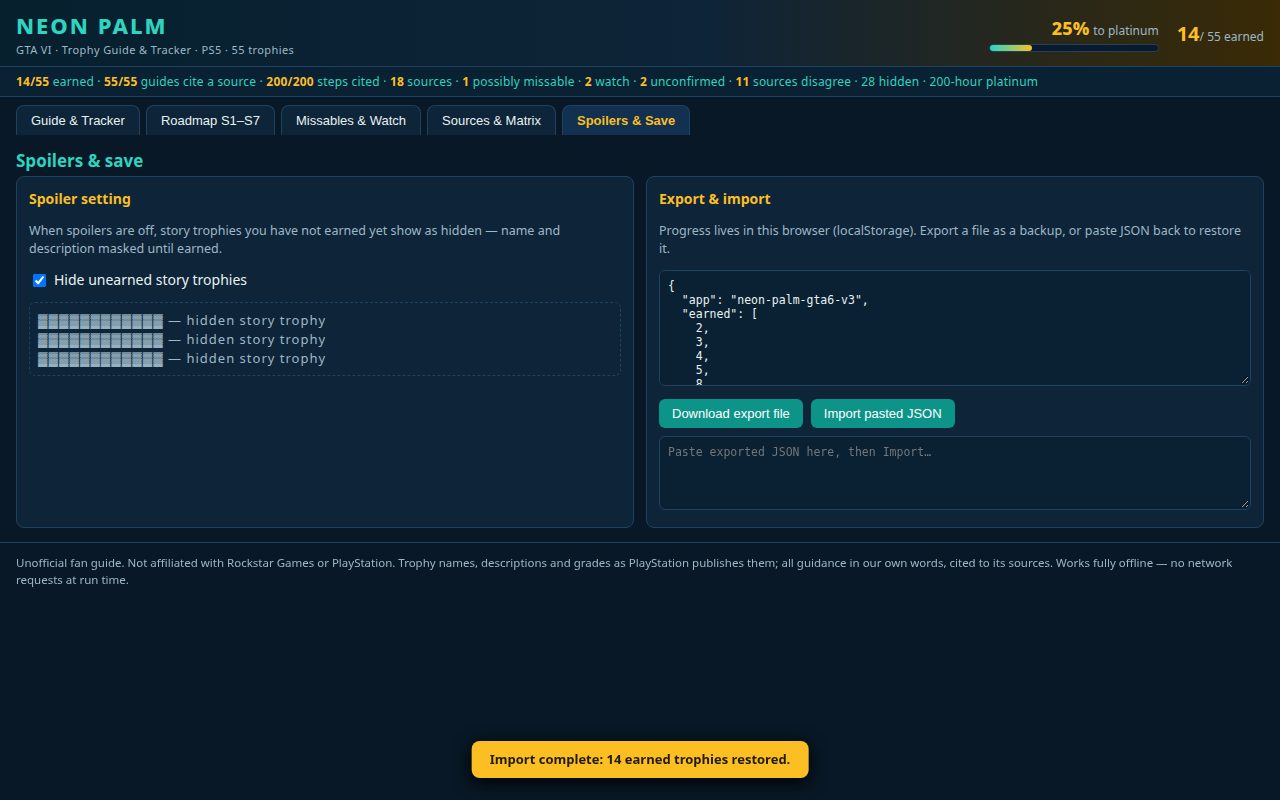 NEON PALM
GTA VI · Trophy Guide & Tracker · PS5 · 55 trophies
25% to platinum
14/ 55 earned
14/55 earned · 55/55 guides cite a source · 200/200 steps cited · 18 sources · 1 possibly missable · 2 watch · 2 unconfirmed · 11 sources disagree · 28 hidden · 200-hour platinum
Guide & Tracker
Roadmap S1–S7
Missables & Watch
Sources & Matrix
Spoilers & Save
Spoilers & save
Spoiler setting
When spoilers are off, story trophies you have not earned yet show as hidden — name and
description masked until earned.
Hide unearned story trophies
▓▓▓▓▓▓▓▓▓▓▓▓ — hidden story trophy
▓▓▓▓▓▓▓▓▓▓▓▓ — hidden story trophy
▓▓▓▓▓▓▓▓▓▓▓▓ — hidden story trophy
Export & import
Progress lives in this browser (localStorage). Export a file as a backup, or paste JSON back to restore
it.
{
"app": "neon-palm-gta6-v3",
"earned": [
2,
3,
4,
5,
8
Download export file
Import pasted JSON
Paste exported JSON here, then Import…
Unofficial fan guide. Not affiliated with Rockstar Games or PlayStation. Trophy names, descriptions and grades as PlayStation publishes them; all guidance in our own words, cited to its sources. Works fully offline — no network
requests at run time.
Import complete: 14 earned trophies restored.